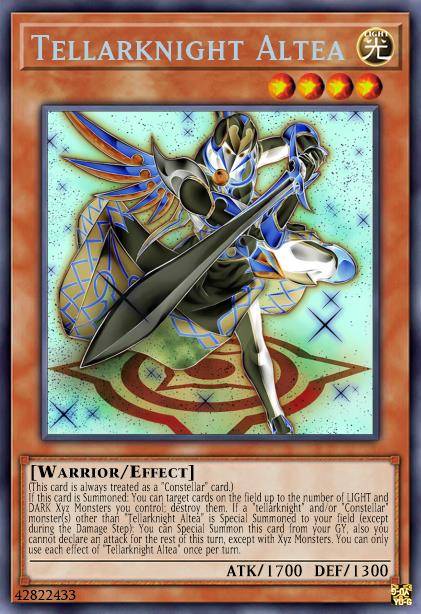 Tellarknight Altea
LIGHT
光
[Warrior/Effect]
(This card is always treated as a "Constellar" card.)
If this card is Summoned: You can target cards on the field up to the number of LIGHT and
DARK Xyz Monsters you control; destroy them. If a "tellarknight" and/or "Constellar"
monster(s) other than "Tellarknight Altea" is Special Summoned to your field (except
during the Damage Step): You can Special Summon this card from your GY, also you
cannot declare an attack for the rest of this turn, except with Xyz Monsters. You can only
use each effect of "Tellarknight Altea" once per turn.
ATK/1700 DEF/1300
42822433